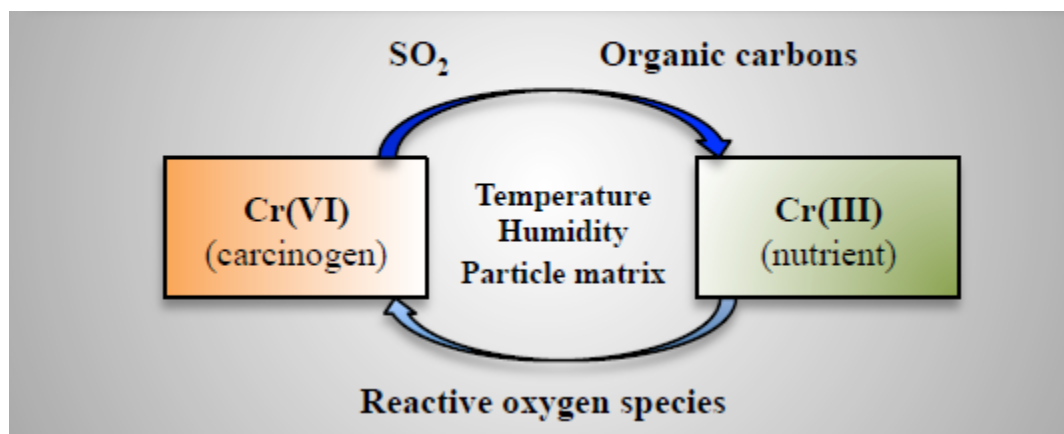 SO₂ Organic carbons
Cr(VI)
(carcinogen)
Temperature
Humidity
Particle matrix
Cr(III)
(nutrient)
Reactive oxygen species